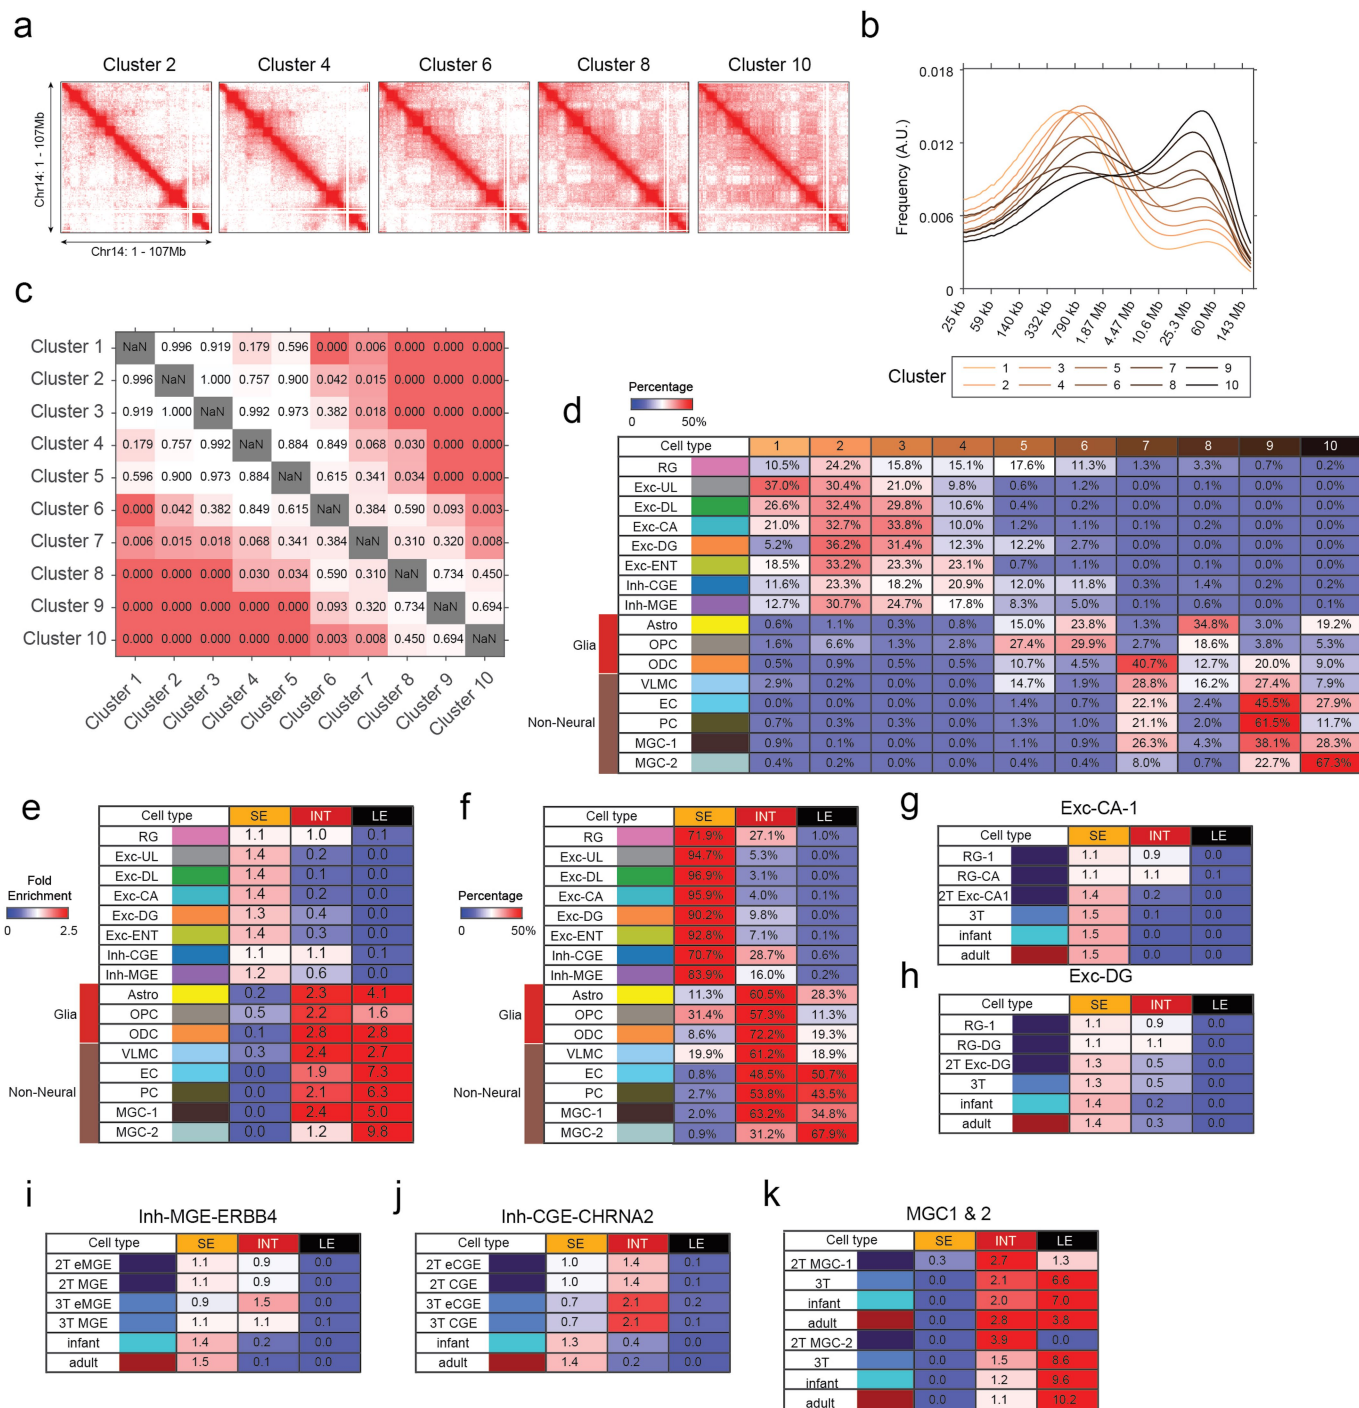 a
Cluster 2 Cluster 4 Cluster 6 Cluster 8 Cluster 10
Chr14: 1 - 107Mb
Chr14: 1 - 107Mb
b
Frequency (A.U.)
0.018
0.012
0.006
0
25 kb 59 kb 140 kb 332 kb 790 kb 1.87 Mb 4.47 Mb 10.6 Mb 25.3 Mb 60 Mb 143 Mb
Cluster
1 3 5 7 9
2 4 6 8 10
c
Cluster 1 NaN 0.996 0.919 0.179 0.596 0.000 0.006 0.000 0.000 0.000
Cluster 2 0.996 NaN 1.000 0.757 0.900 0.042 0.015 0.000 0.000 0.000
Cluster 3 0.919 1.000 NaN 0.992 0.973 0.382 0.018 0.000 0.000 0.000
Cluster 4 0.179 0.757 0.992 NaN 0.884 0.849 0.068 0.030 0.000 0.000
Cluster 5 0.596 0.900 0.973 0.884 NaN 0.615 0.341 0.034 0.000 0.000
Cluster 6 0.000 0.042 0.382 0.849 0.615 NaN 0.384 0.590 0.093 0.003
Cluster 7 0.006 0.015 0.018 0.068 0.341 0.384 NaN 0.310 0.320 0.008
Cluster 8 0.000 0.000 0.000 0.030 0.034 0.590 0.310 NaN 0.734 0.450
Cluster 9 0.000 0.000 0.000 0.000 0.000 0.093 0.320 0.734 NaN 0.694
Cluster 10 0.000 0.000 0.000 0.000 0.000 0.003 0.008 0.450 0.694 NaN
Cluster 1 Cluster 2 Cluster 3 Cluster 4 Cluster 5 Cluster 6 Cluster 7 Cluster 8 Cluster 9 Cluster 10
d
Percentage
0 50%
Cell type 1 2 3 4 5 6 7 8 9 10
RG 10.5% 24.2% 15.8% 15.1% 17.6% 11.3% 1.3% 3.3% 0.7% 0.2%
Exc-UL 37.0% 30.4% 21.0% 9.8% 0.6% 1.2% 0.0% 0.1% 0.0% 0.0%
Exc-DL 26.6% 32.4% 29.8% 10.6% 0.4% 0.2% 0.0% 0.0% 0.0% 0.0%
Exc-CA 21.0% 32.7% 33.8% 10.0% 1.2% 1.1% 0.1% 0.2% 0.0% 0.0%
Exc-DG 5.2% 36.2% 31.4% 12.3% 12.2% 2.7% 0.0% 0.0% 0.0% 0.0%
Exc-ENT 18.5% 33.2% 23.3% 23.1% 0.7% 1.1% 0.0% 0.1% 0.0% 0.0%
Inh-CGE 11.6% 23.3% 18.2% 20.9% 12.0% 11.8% 0.3% 1.4% 0.2% 0.2%
Inh-MGE 12.7% 30.7% 24.7% 17.8% 8.3% 5.0% 0.1% 0.6% 0.0% 0.1%
Glia
Astro 0.6% 1.1% 0.3% 0.8% 15.0% 23.8% 1.3% 34.8% 3.0% 19.2%
OPC 1.6% 6.6% 1.3% 2.8% 27.4% 29.9% 2.7% 18.6% 3.8% 5.3%
ODC 0.5% 0.9% 0.5% 0.5% 10.7% 4.5% 40.7% 12.7% 20.0% 9.0%
Non-Neural
VLMC 2.9% 0.2% 0.0% 0.0% 14.7% 1.9% 28.8% 16.2% 27.4% 7.9%
EC 0.0% 0.0% 0.0% 0.0% 1.4% 0.7% 22.1% 2.4% 45.5% 27.9%
PC 0.7% 0.3% 0.3% 0.0% 1.3% 1.0% 21.1% 2.0% 61.5% 11.7%
MGC-1 0.9% 0.1% 0.0% 0.0% 1.1% 0.9% 26.3% 4.3% 38.1% 28.3%
MGC-2 0.4% 0.2% 0.0% 0.0% 0.4% 0.4% 8.0% 0.7% 22.7% 67.3%
e
Fold
Enrichment
0 2.5
Cell type SE INT LE
RG 1.1 1.0 0.1
Exc-UL 1.4 0.2 0.0
Exc-DL 1.4 0.1 0.0
Exc-CA 1.4 0.2 0.0
Exc-DG 1.3 0.4 0.0
Exc-ENT 1.4 0.3 0.0
Inh-CGE 1.1 1.1 0.1
Inh-MGE 1.2 0.6 0.0
Glia
Astro 0.2 2.3 4.1
OPC 0.5 2.2 1.6
ODC 0.1 2.8 2.8
Non-Neural
VLMC 0.3 2.4 2.7
EC 0.0 1.9 7.3
PC 0.0 2.1 6.3
MGC-1 0.0 2.4 5.0
MGC-2 0.0 1.2 9.8
f
Percentage
0 50%
Cell type SE INT LE
RG 71.9% 27.1% 1.0%
Exc-UL 94.7% 5.3% 0.0%
Exc-DL 96.9% 3.1% 0.0%
Exc-CA 95.9% 4.0% 0.1%
Exc-DG 90.2% 9.8% 0.0%
Exc-ENT 92.8% 7.1% 0.1%
Inh-CGE 70.7% 28.7% 0.6%
Inh-MGE 83.9% 16.0% 0.2%
Glia
Astro 11.3% 60.5% 28.3%
OPC 31.4% 57.3% 11.3%
ODC 8.6% 72.2% 19.3%
Non-Neural
VLMC 19.9% 61.2% 18.9%
EC 0.8% 48.5% 50.7%
PC 2.7% 53.8% 43.5%
MGC-1 2.0% 63.2% 34.8%
MGC-2 0.9% 31.2% 67.9%
g
Exc-CA-1
Cell type SE INT LE
RG-1 1.1 0.9 0.0
RG-CA 1.1 1.1 0.1
2T Exc-CA1 1.4 0.2 0.0
3T 1.5 0.1 0.0
infant 1.5 0.0 0.0
adult 1.5 0.0 0.0
h
Exc-DG
Cell type SE INT LE
RG-1 1.1 0.9 0.0
RG-DG 1.1 1.1 0.0
2T Exc-DG 1.3 0.5 0.0
3T 1.3 0.5 0.0
infant 1.4 0.2 0.0
adult 1.4 0.3 0.0
i
Inh-MGE-ERBB4
Cell type SE INT LE
2T eMGE 1.1 0.9 0.0
2T MGE 1.1 0.9 0.0
3T eMGE 0.9 1.5 0.0
3T MGE 1.1 1.1 0.1
infant 1.4 0.2 0.0
adult 1.5 0.1 0.0
j
Inh-CGE-CHRNA2
Cell type SE INT LE
2T eCGE 1.0 1.4 0.1
2T CGE 1.0 1.4 0.1
3T eCGE 0.7 2.1 0.2
3T CGE 0.7 2.1 0.1
infant 1.3 0.4 0.0
adult 1.4 0.2 0.0
k
MGC1 & 2
Cell type SE INT LE
2T MGC-1 0.3 2.7 1.3
3T 0.0 2.1 6.6
infant 0.0 2.0 7.0
adult 0.0 2.8 3.8
2T MGC-2 0.0 3.9 0.0
3T 0.0 1.5 8.6
infant 0.0 1.2 9.6
adult 0.0 1.1 10.2